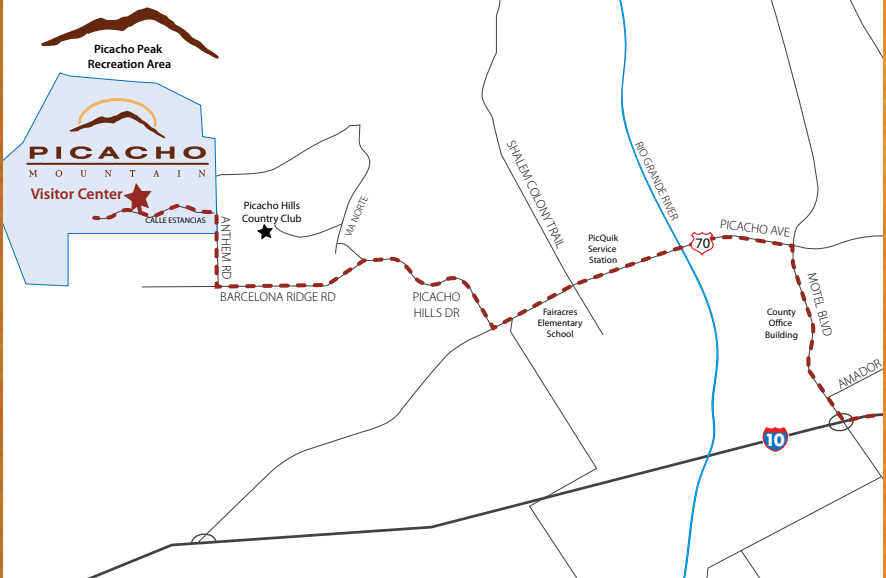 Picacho Peak
Recreation Area
PICACHO
MOUNTAIN
Visitor Center
CALLE ESTANCIAS
ANTHEM RD
Picacho Hills
Country Club
VIA NORTE
BARCELONA RIDGE RD
PICACHO
HILLS DR
SHALEM COLONY TRAIL
Fairacres
Elementary
School
PicQuik
Service
Station
RIO GRANDE RIVER
70
PICACHO AVE
MOTEL BLVD
County
Office
Building
AMADOR
10